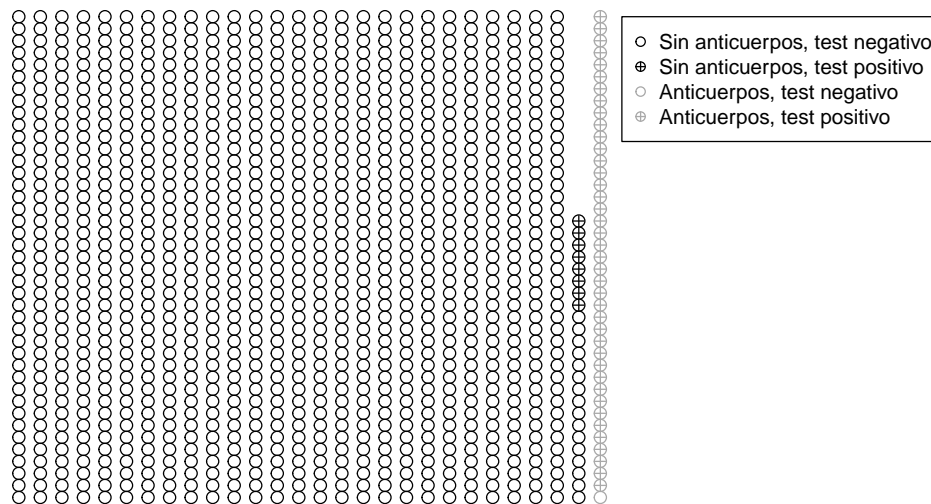 Sin anticuerpos, test negativo
Sin anticuerpos, test positivo
Anticuerpos, test negativo
Anticuerpos, test positivo